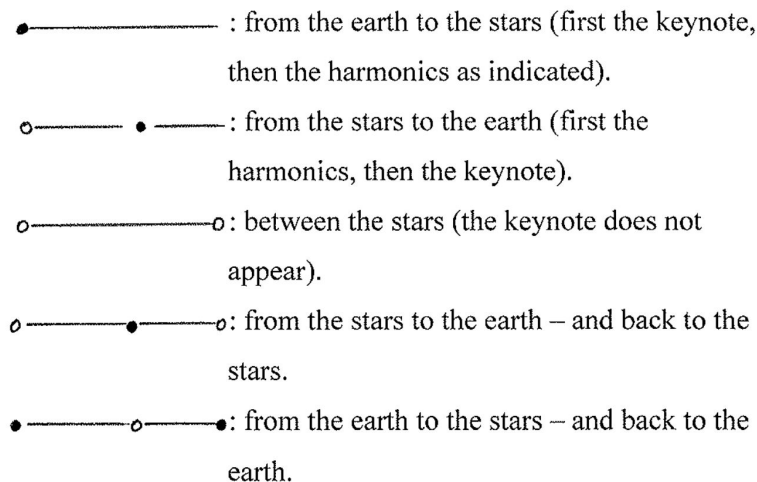 : from the earth to the stars (first the keynote,
then the harmonics as indicated).
: from the stars to the earth (first the
harmonics, then the keynote).
: between the stars (the keynote does not
appear).
: from the stars to the earth – and back to the
stars.
: from the earth to the stars – and back to the
earth.